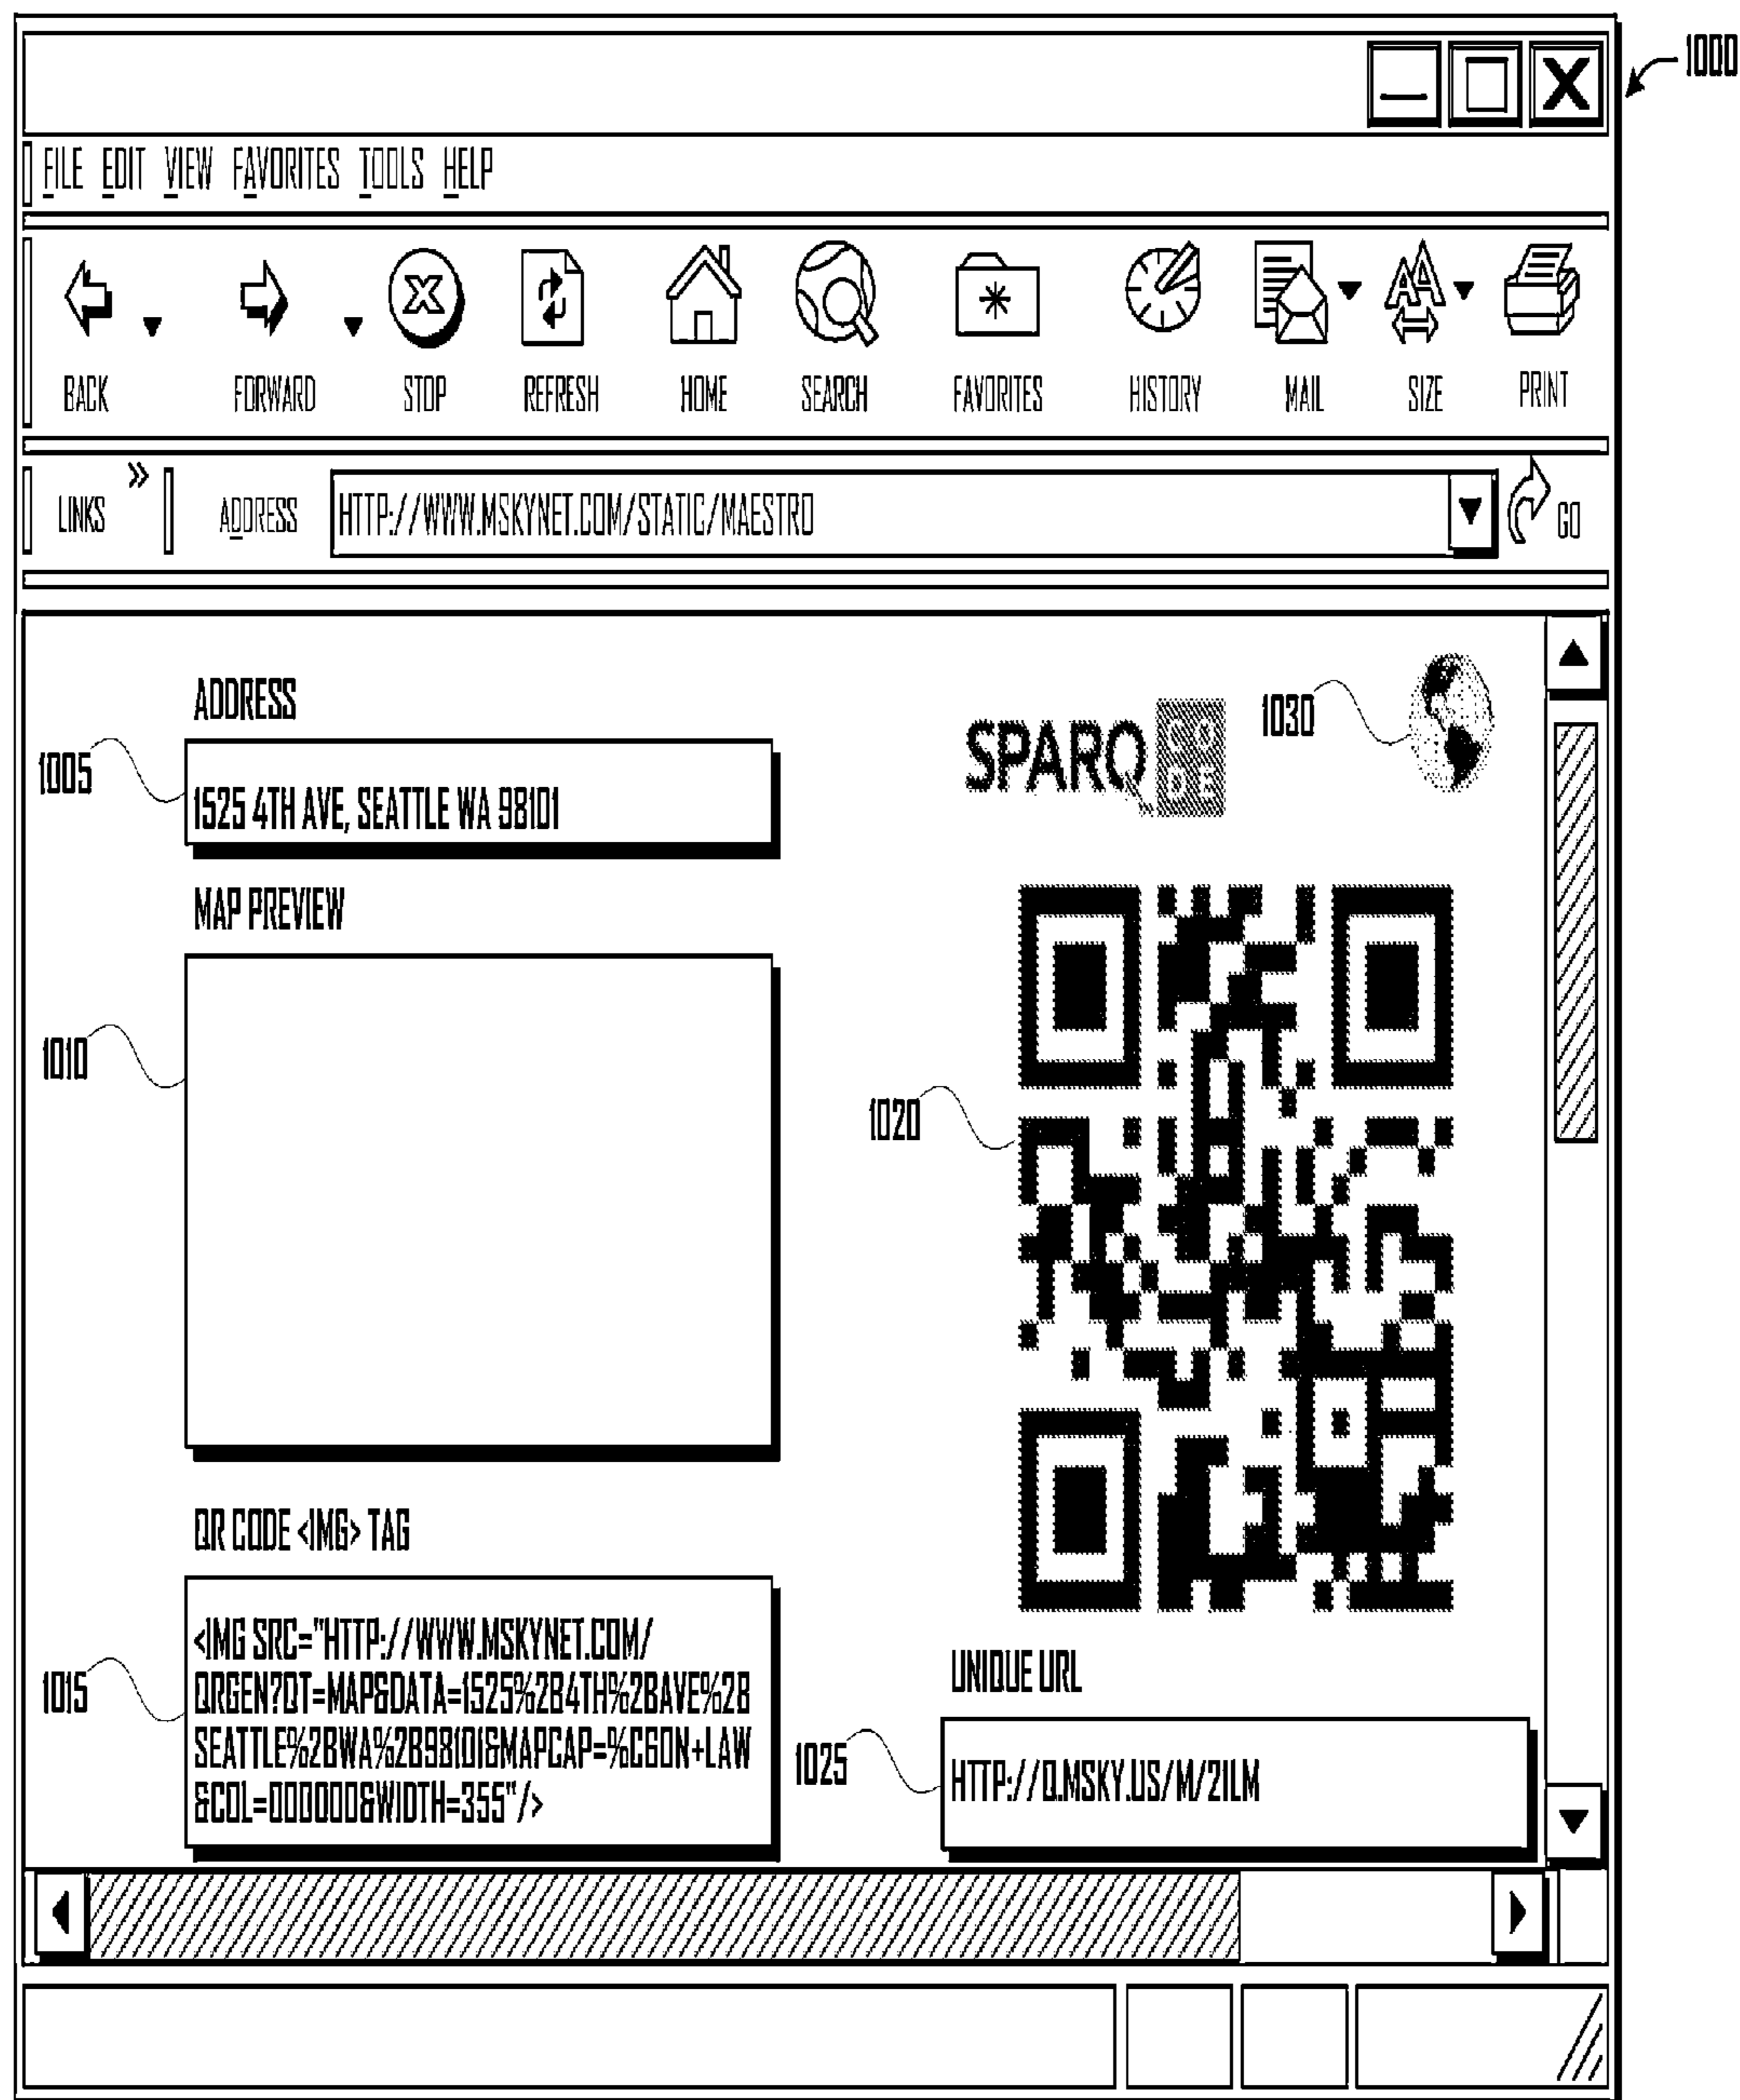 1000
FILE EDIT VIEW FAVORITES TOOLS HELP
BACK FORWARD STOP REFRESH HOME SEARCH FAVORITES HISTORY MAIL SIZE PRINT
LINKS » ADDRESS HTTP://WWW.MSKYNET.COM/STATIC/MAESTRO GO
ADDRESS
1005
1525 4TH AVE, SEATTLE WA 98101
SPARQ CODE
1030
MAP PREVIEW
1010
1020
QR CODE <IMG> TAG
1015
<IMG SRC="HTTP://WWW.MSKYNET.COM/
QRGEN?QT=MAP&DATA=1525%2B4TH%2BAVE%2B
SEATTLE%2BWA%2B98101&MAPCAP=%C60N+LAW
&COL=000000&WIDTH=355"/>
UNIQUE URL
1025
HTTP://Q.MSKY.US/M/21LM